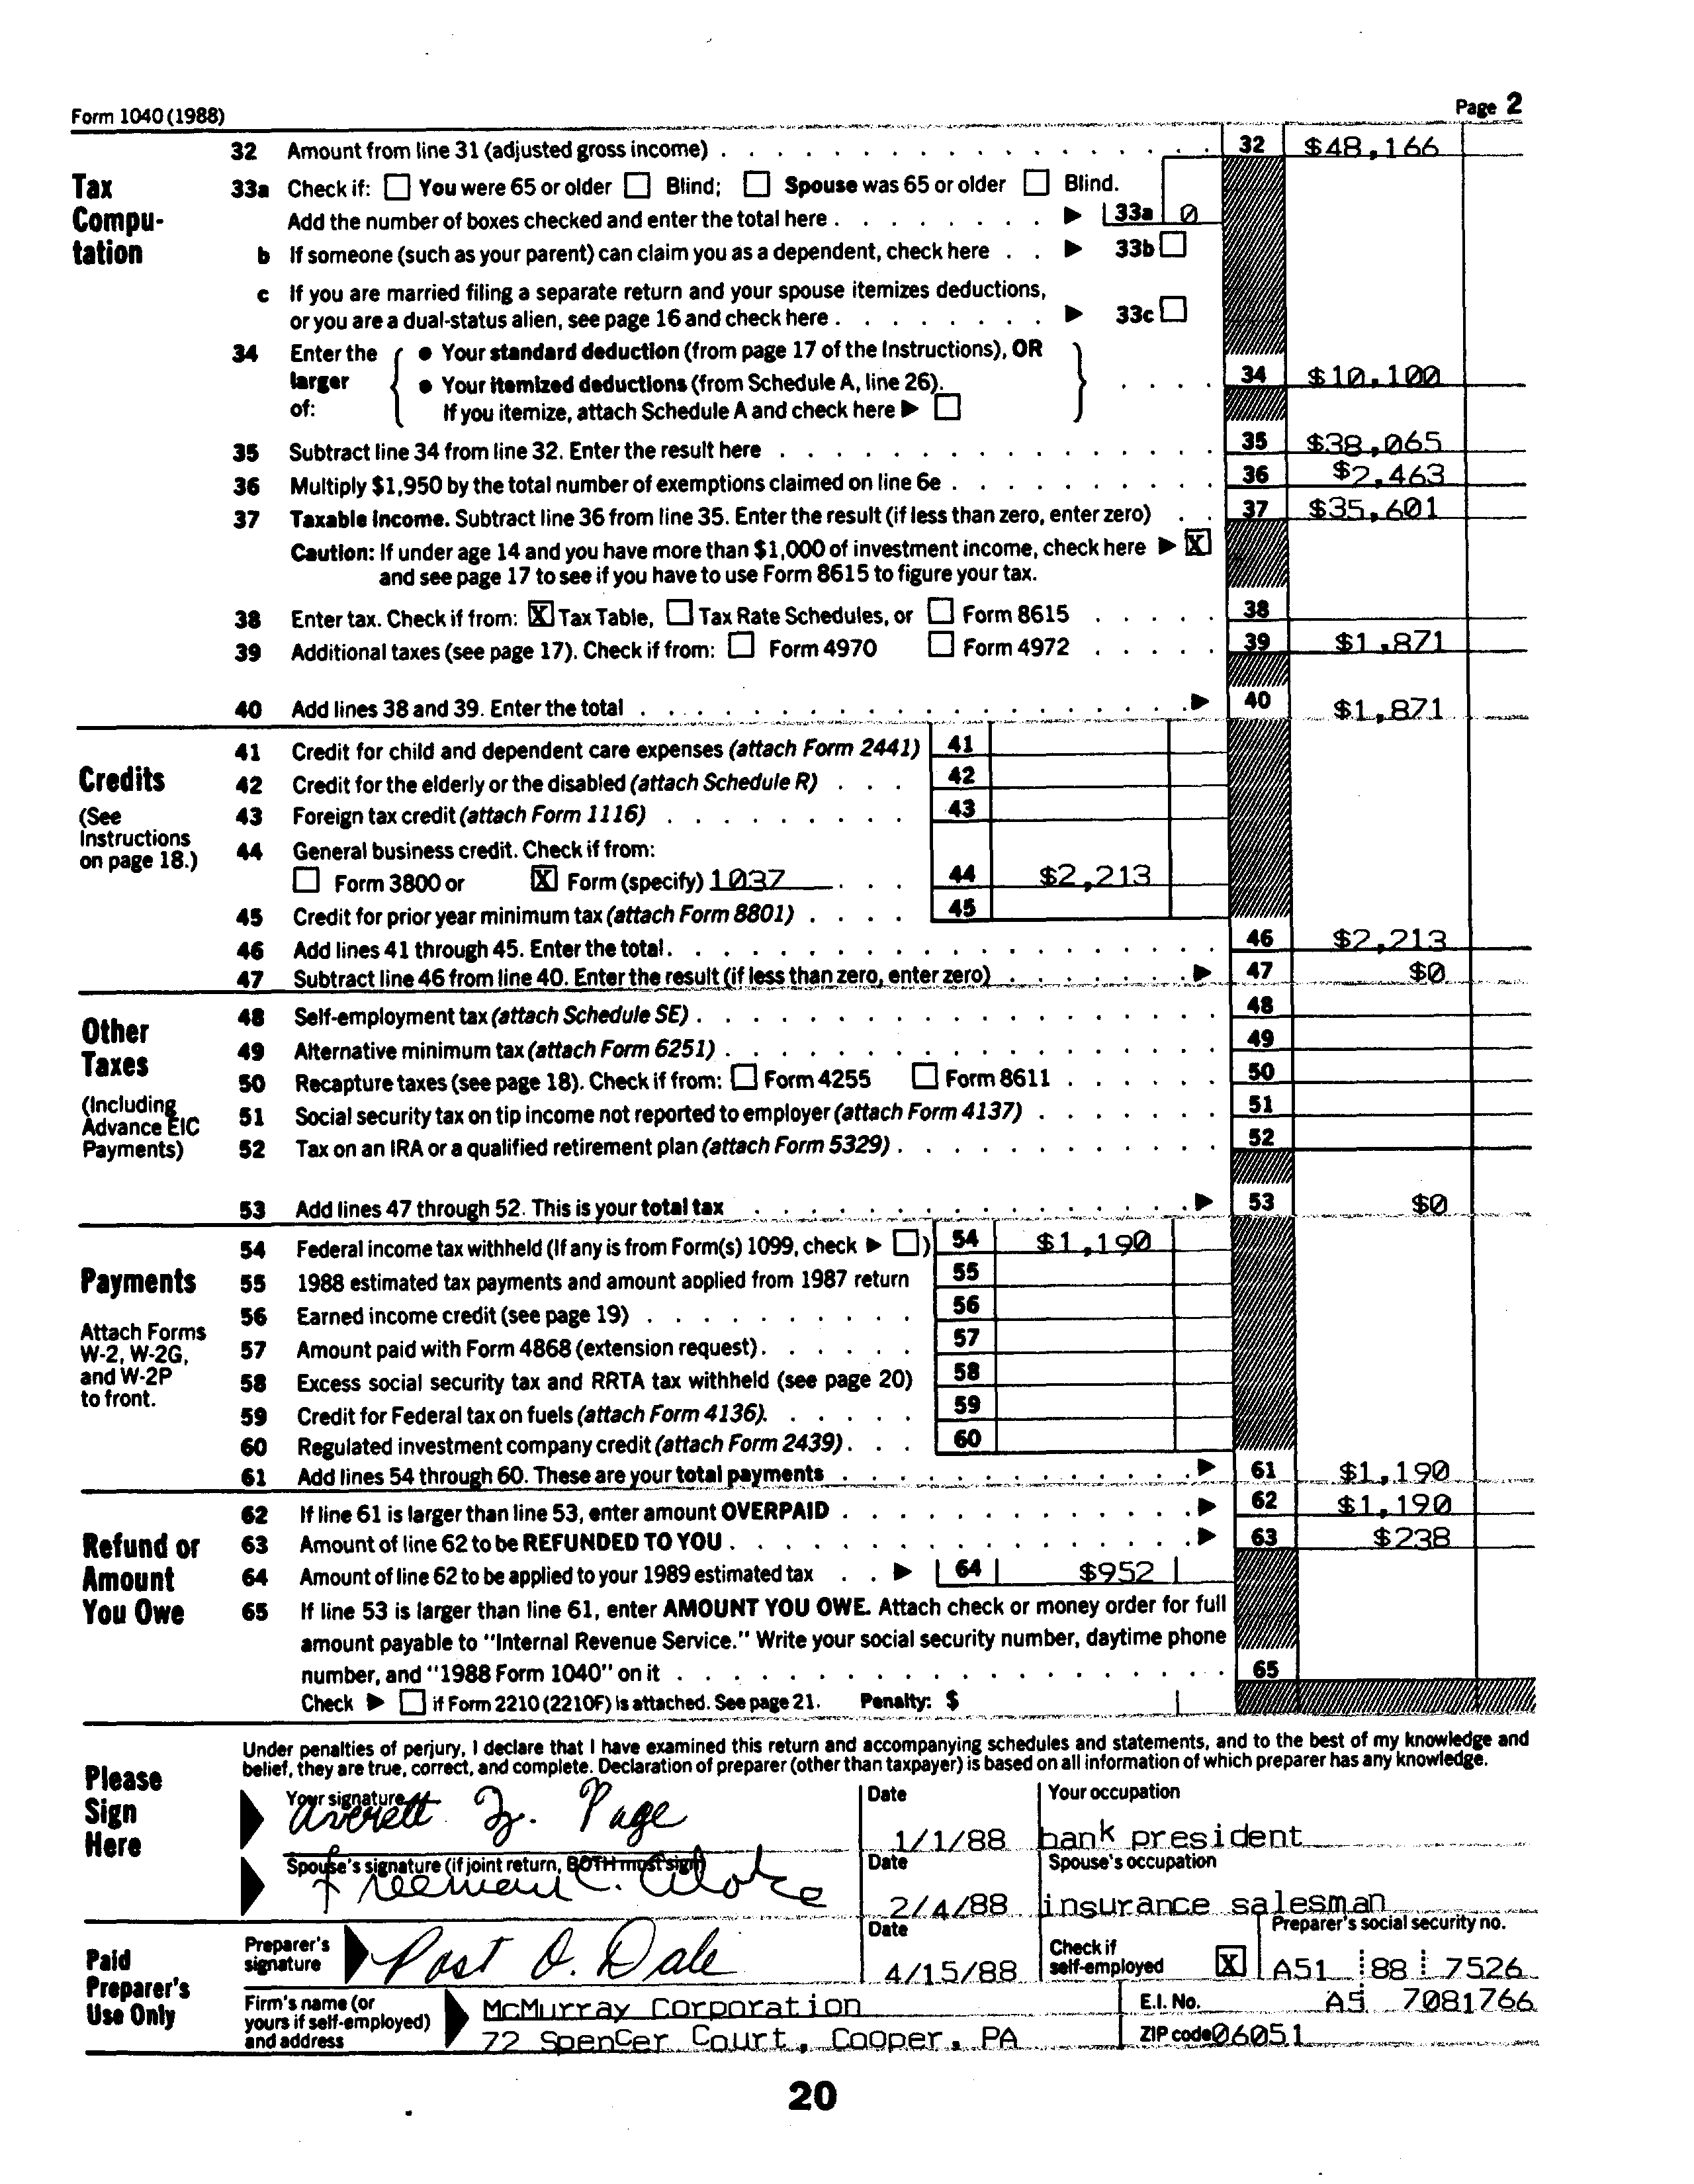 Form 1040 (1988) Page 2
32 Amount from line 31 (adjusted gross income) 32 $48,166
Tax Compu-tation
33a Check if: You were 65 or older Blind; Spouse was 65 or older Blind.
Add the number of boxes checked and enter the total here 33a 0
b If someone (such as your parent) can claim you as a dependent, check here 33b
c If you are married filing a separate return and your spouse itemizes deductions,
or you are a dual-status alien, see page 16 and check here 33c
34 Enter the larger of:
• Your standard deduction (from page 17 of the Instructions), OR
• Your itemized deductions (from Schedule A, line 26).
If you itemize, attach Schedule A and check here
34 $10,100
35 Subtract line 34 from line 32. Enter the result here 35 $38,065
36 Multiply $1,950 by the total number of exemptions claimed on line 6e 36 $2,463
37 Taxable income. Subtract line 36 from line 35. Enter the result (if less than zero, enter zero) 37 $35,601
Caution: If under age 14 and you have more than $1,000 of investment income, check here X
and see page 17 to see if you have to use Form 8615 to figure your tax.
38 Enter tax. Check if from: X Tax Table, Tax Rate Schedules, or Form 8615 38
39 Additional taxes (see page 17). Check if from: Form 4970 Form 4972 39 $1,871
40 Add lines 38 and 39. Enter the total 40 $1,871
Credits
(See Instructions on page 18.)
41 Credit for child and dependent care expenses (attach Form 2441) 41
42 Credit for the elderly or the disabled (attach Schedule R) 42
43 Foreign tax credit (attach Form 1116) 43
44 General business credit. Check if from:
Form 3800 or X Form (specify) 1037 44 $2,213
45 Credit for prior year minimum tax (attach Form 8801) 45
46 Add lines 41 through 45. Enter the total 46 $2,213
47 Subtract line 46 from line 40. Enter the result (if less than zero, enter zero) 47 $0
Other Taxes
(Including Advance EIC Payments)
48 Self-employment tax (attach Schedule SE) 48
49 Alternative minimum tax (attach Form 6251) 49
50 Recapture taxes (see page 18). Check if from: Form 4255 Form 8611 50
51 Social security tax on tip income not reported to employer (attach Form 4137) 51
52 Tax on an IRA or a qualified retirement plan (attach Form 5329) 52
53 Add lines 47 through 52. This is your total tax 53 $0
Payments
Attach Forms W-2, W-2G, and W-2P to front.
54 Federal income tax withheld (If any is from Form(s) 1099, check ) 54 $1,190
55 1988 estimated tax payments and amount applied from 1987 return 55
56 Earned income credit (see page 19) 56
57 Amount paid with Form 4868 (extension request) 57
58 Excess social security tax and RRTA tax withheld (see page 20) 58
59 Credit for Federal tax on fuels (attach Form 4136) 59
60 Regulated investment company credit (attach Form 2439) 60
61 Add lines 54 through 60. These are your total payments 61 $1,190
Refund or Amount You Owe
62 If line 61 is larger than line 53, enter amount OVERPAID 62 $1,190
63 Amount of line 62 to be REFUNDED TO YOU 63 $238
64 Amount of line 62 to be applied to your 1989 estimated tax 64 $952
65 If line 53 is larger than line 61, enter AMOUNT YOU OWE. Attach check or money order for full
amount payable to "Internal Revenue Service." Write your social security number, daytime phone
number, and "1988 Form 1040" on it 65
Check if Form 2210 (2210F) is attached. See page 21. Penalty: $
Please Sign Here
Under penalties of perjury, I declare that I have examined this return and accompanying schedules and statements, and to the best of my knowledge and
belief, they are true, correct, and complete. Declaration of preparer (other than taxpayer) is based on all information of which preparer has any knowledge.
Your signature Averett Z. Page Date 1/1/88 Your occupation bank president
Spouse's signature (if joint return, BOTH must sign) Freeman C. Date 2/4/88 Spouse's occupation insurance salesman
Paid Preparer's Use Only
Preparer's signature Post O. Dale Date 4/15/88 Check if self-employed X Preparer's social security no. A51 88 7526
Firm's name (or yours if self-employed) and address McMurray Corporation E.I. No. A5 7081766
72 Spencer Court, Cooper, PA ZIP code 06051
20